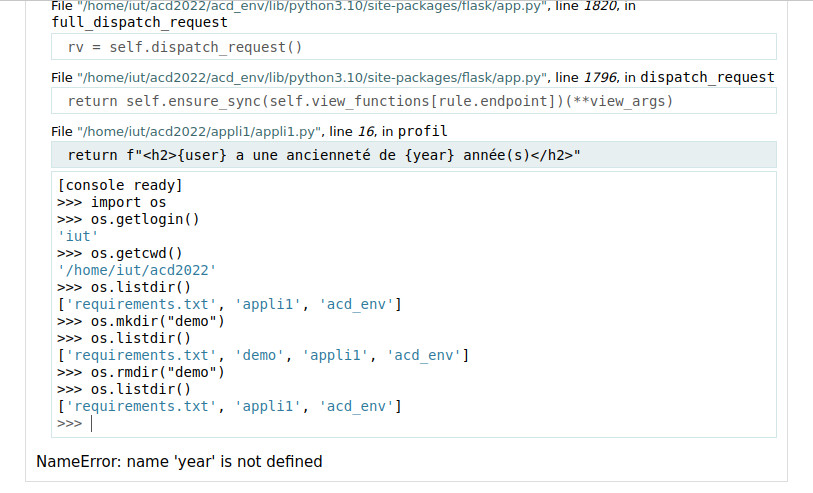 File "/home/iut/acd2022/acd_env/lib/python3.10/site-packages/flask/app.py", line 1820, in
full_dispatch_request
rv = self.dispatch_request()
File "/home/iut/acd2022/acd_env/lib/python3.10/site-packages/flask/app.py", line 1796, in dispatch_request
return self.ensure_sync(self.view_functions[rule.endpoint])(**view_args)
File "/home/iut/acd2022/appli1/appli1.py", line 16, in profil
return f"<h2>{user} a une ancienneté de {year} année(s)</h2>"
[console ready]
>>> import os
>>> os.getlogin()
'iut'
>>> os.getcwd()
'/home/iut/acd2022'
>>> os.listdir()
['requirements.txt', 'appli1', 'acd_env']
>>> os.mkdir("demo")
>>> os.listdir()
['requirements.txt', 'demo', 'appli1', 'acd_env']
>>> os.rmdir("demo")
>>> os.listdir()
['requirements.txt', 'appli1', 'acd_env']
>>>
NameError: name 'year' is not defined